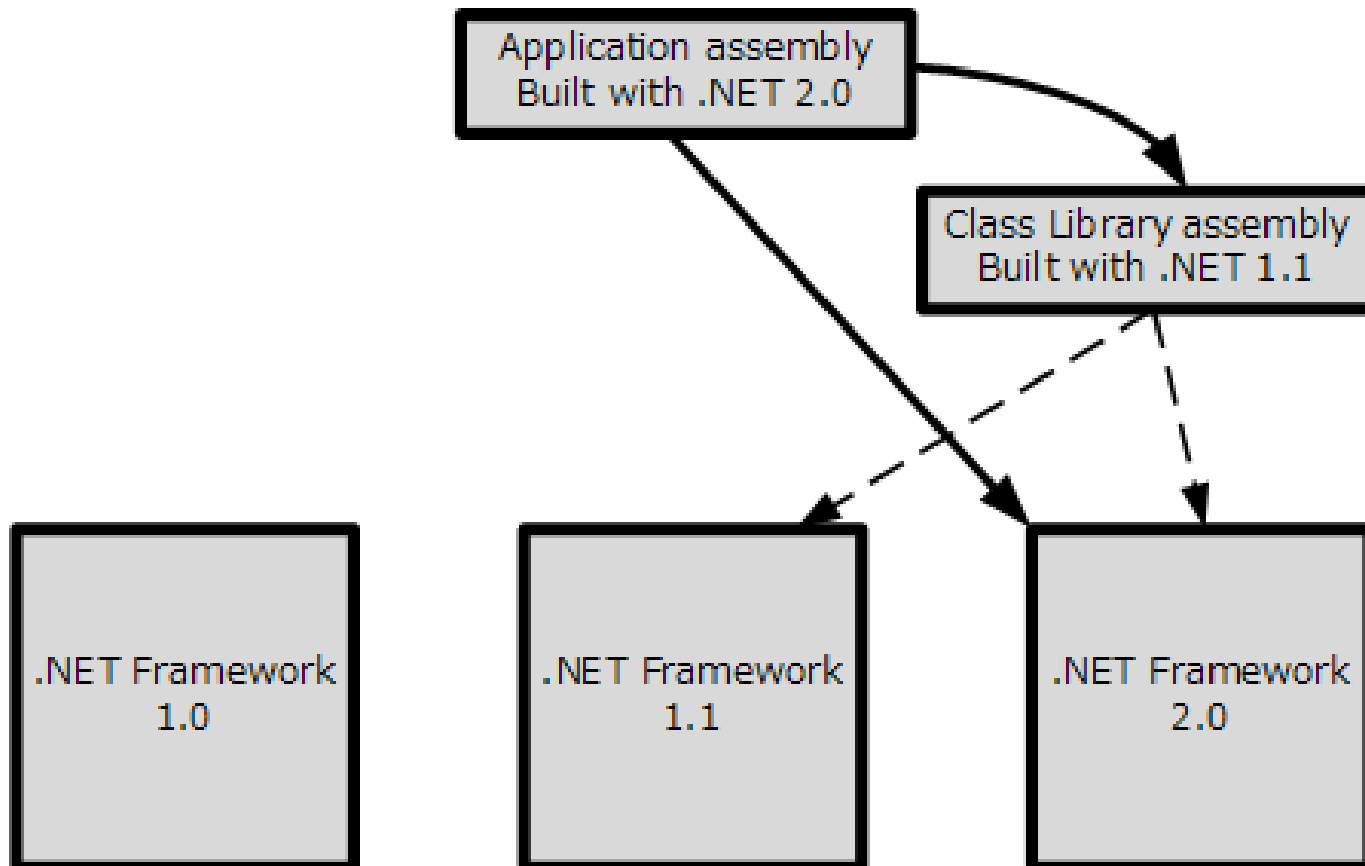 Application assembly
Built with .NET 2.0
Class Library assembly
Built with .NET 1.1
.NET Framework
1.0
.NET Framework
1.1
.NET Framework
2.0